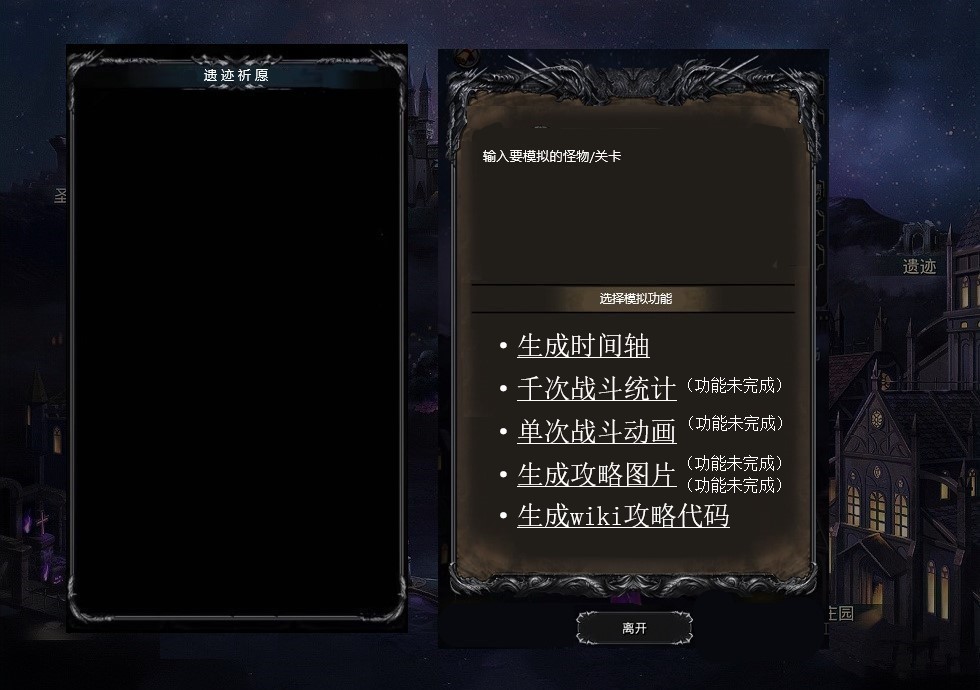 遗迹祈愿
圣
输入要模拟的怪物/关卡
遗迹
选择模拟功能
• 生成时间轴
• 千次战斗统计 (功能未完成)
• 单次战斗动画 (功能未完成)
• 生成攻略图片 (功能未完成)
(功能未完成)
• 生成wiki攻略代码
庄园
离开